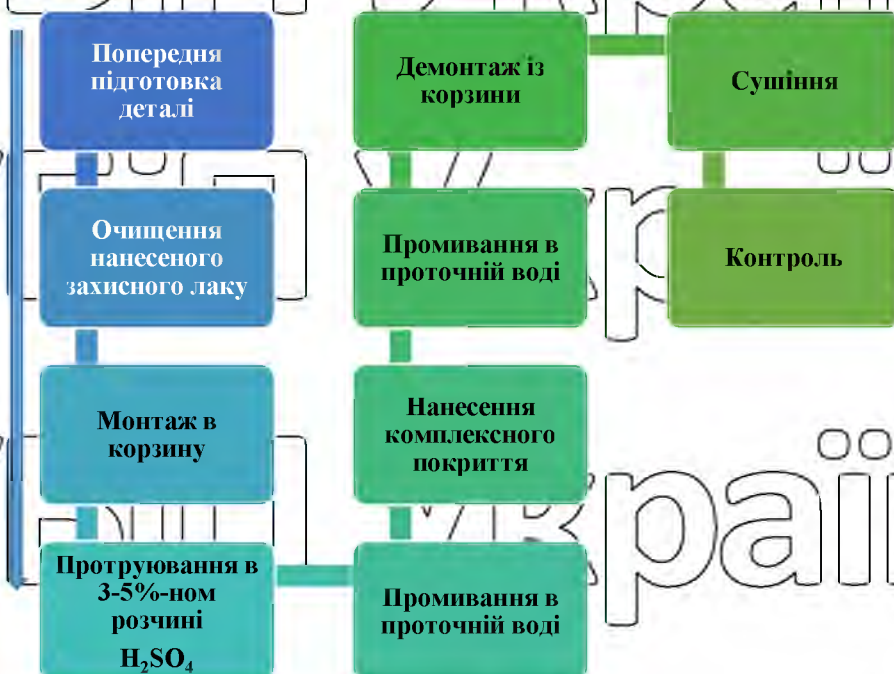 Попередня
підготовка
деталі
Очищення
нанесеного
захисного лаку
Монтаж в
корзину
Протруювання в
3-5%-ном
розчині
H₂SO₄
Промивання в
проточній воді
Нанесення
комплексного
покриття
Промивання в
проточній воді
Демонтаж із
корзини
Сушіння
Контроль